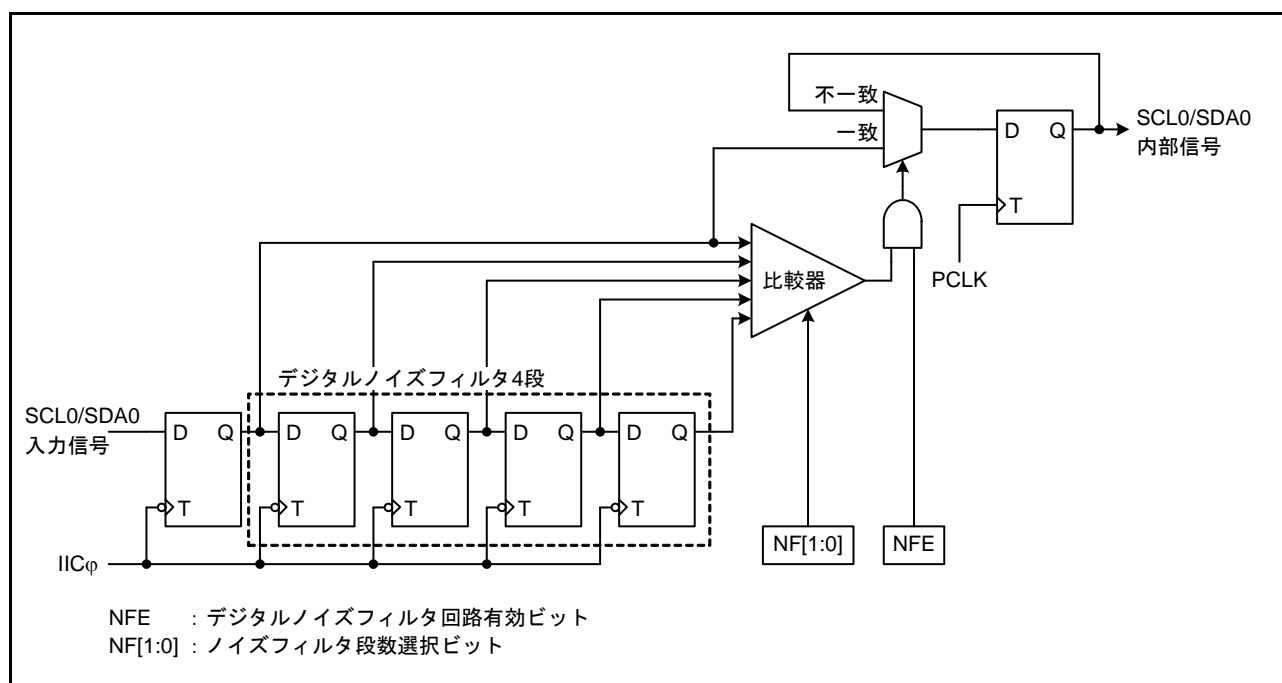 不一致
一致
D Q
T
SCL0/SDA0
内部信号
PCLK
比較器
デジタルノイズフィルタ4段
SCL0/SDA0
入力信号
D Q
T
D Q
T
D Q
T
D Q
T
D Q
T
NF[1:0]
NFE
IICφ
NFE : デジタルノイズフィルタ回路有効ビット
NF[1:0] : ノイズフィルタ段数選択ビット